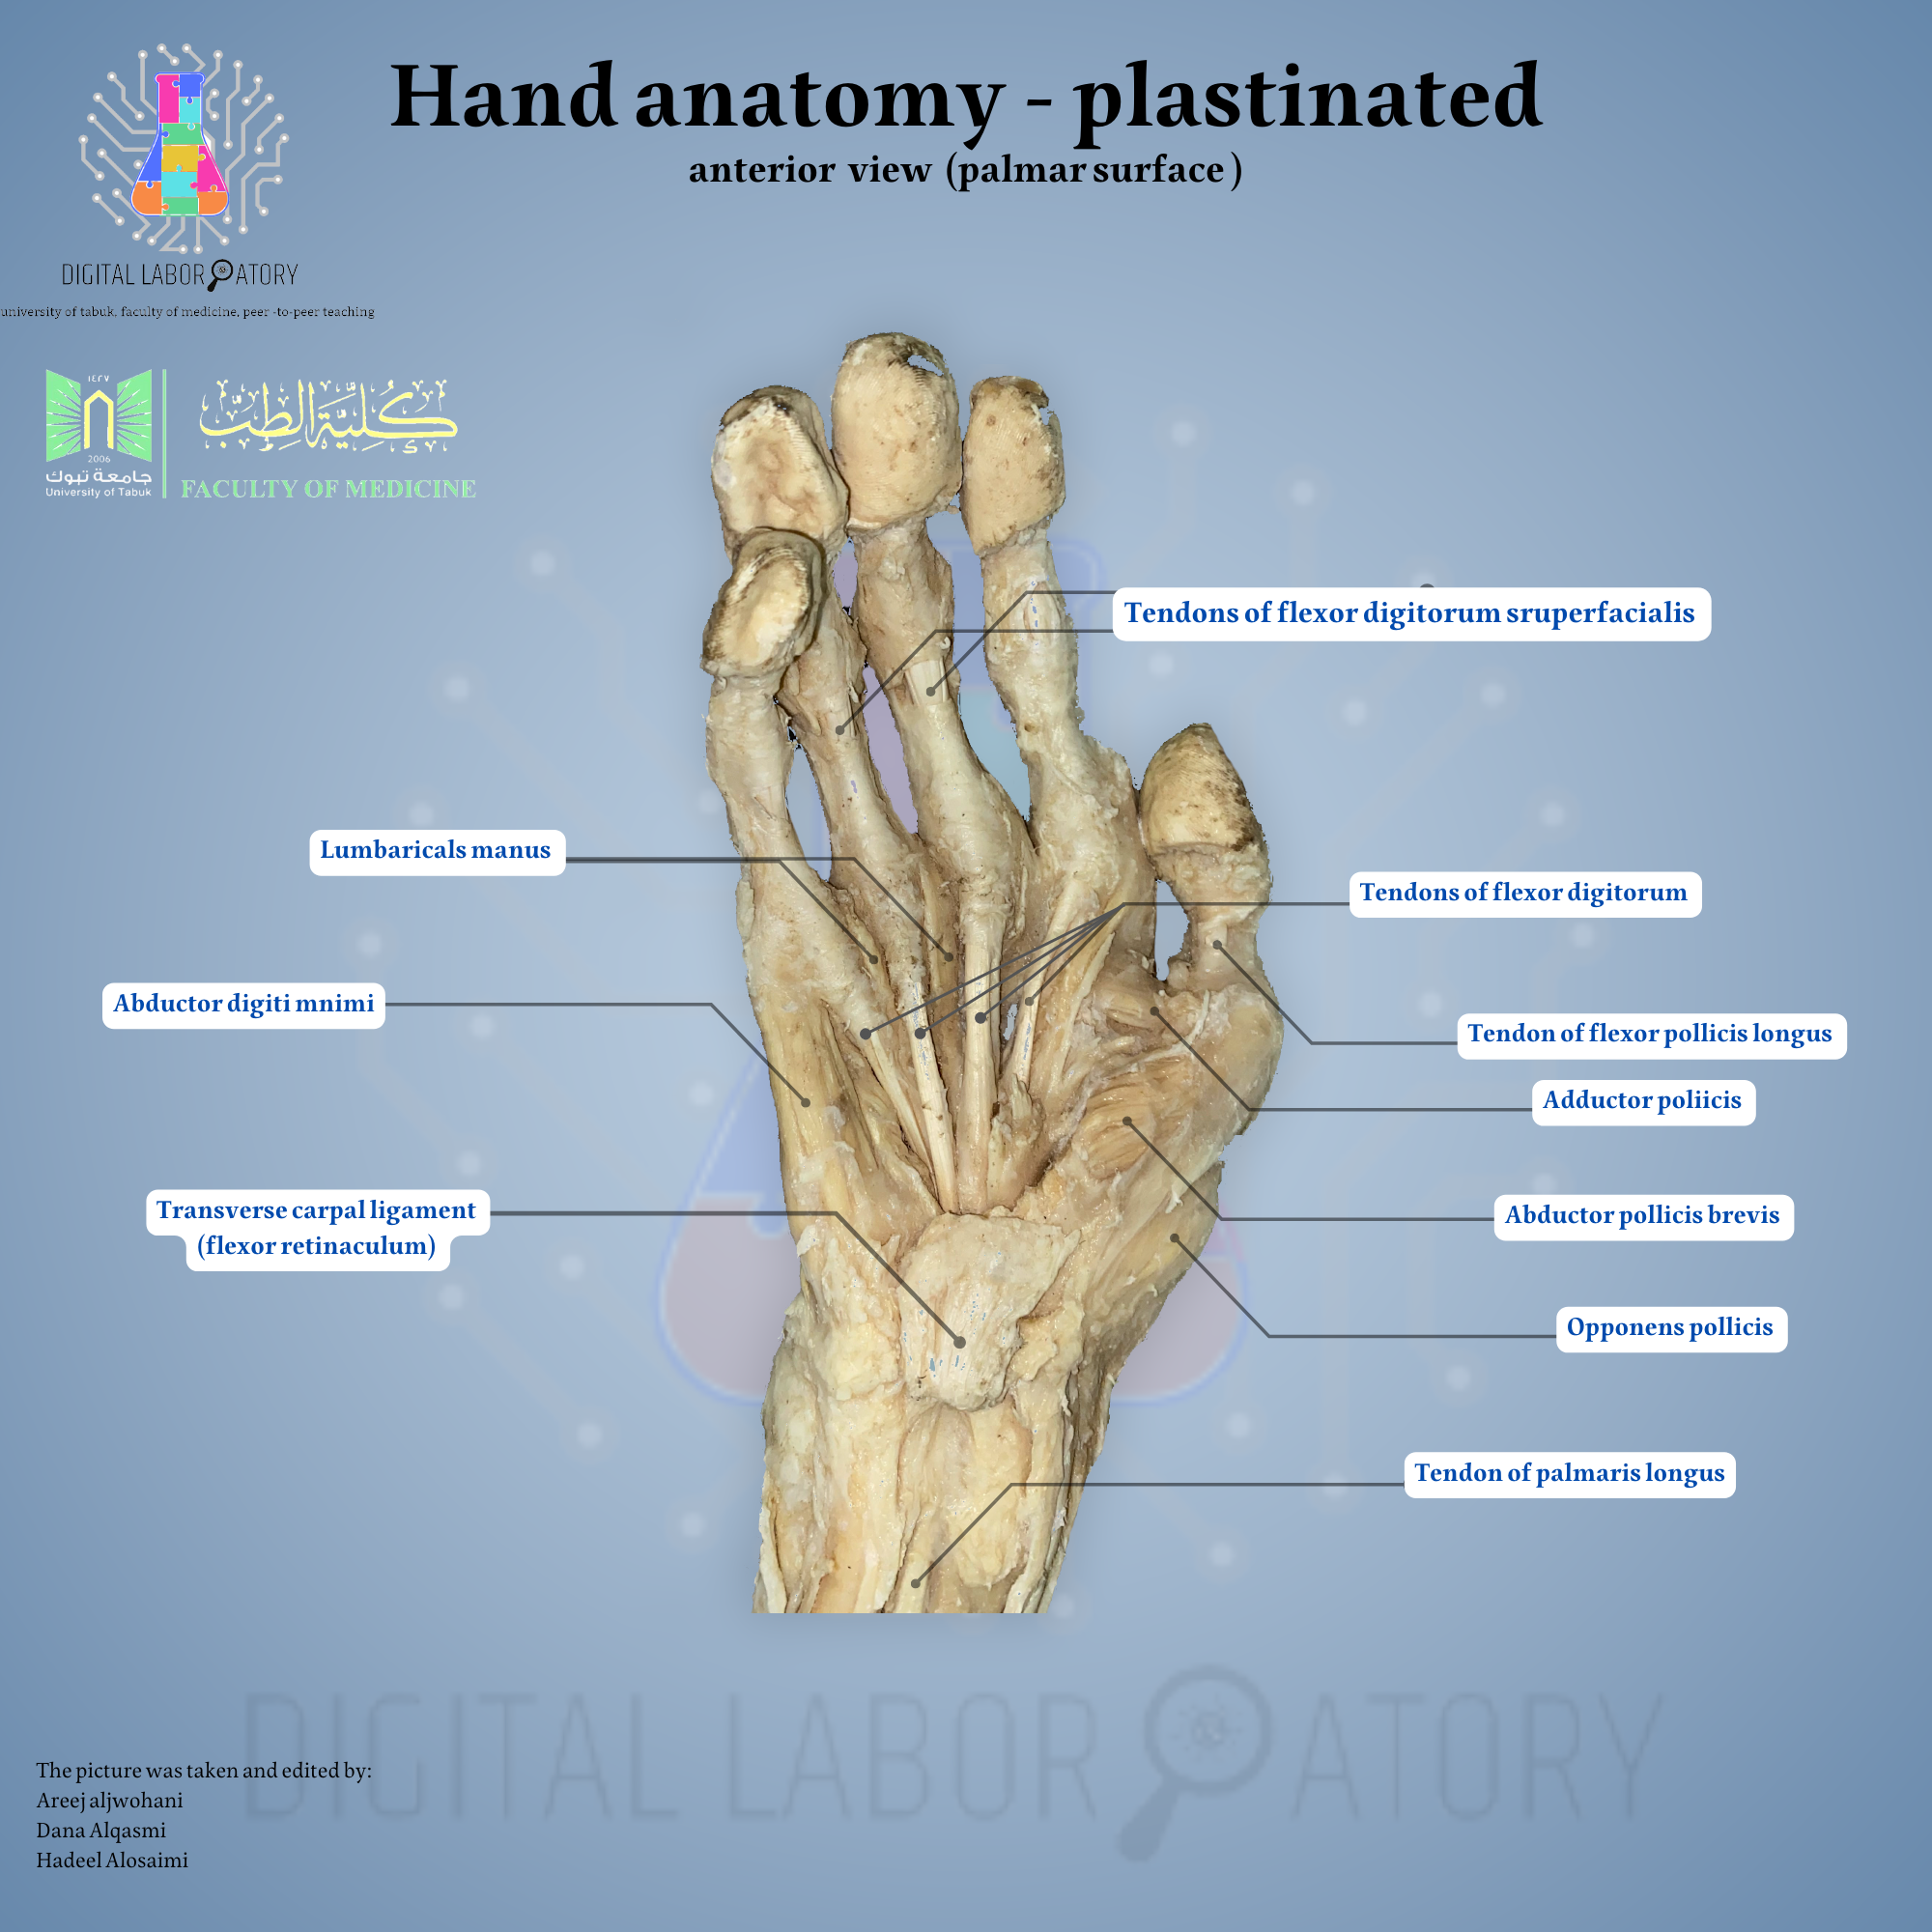 Hand anatomy - plastinated
anterior view (palmar surface)
DIGITAL LABORATORY
university of tabuk, faculty of medicine, peer -to-peer teaching
١٤٢٧
2006
جامعة تبوك
University of Tabuk
كلية الطب
FACULTY OF MEDICINE
Tendons of flexor digitorum sruperfacialis
Lumbaricals manus
Tendons of flexor digitorum
Abductor digiti mnimi
Tendon of flexor pollicis longus
Adductor poliicis
Transverse carpal ligament
(flexor retinaculum)
Abductor pollicis brevis
Opponens pollicis
Tendon of palmaris longus
DIGITAL LABORATORY
The picture was taken and edited by:
Areej aljwohani
Dana Alqasmi
Hadeel Alosaimi